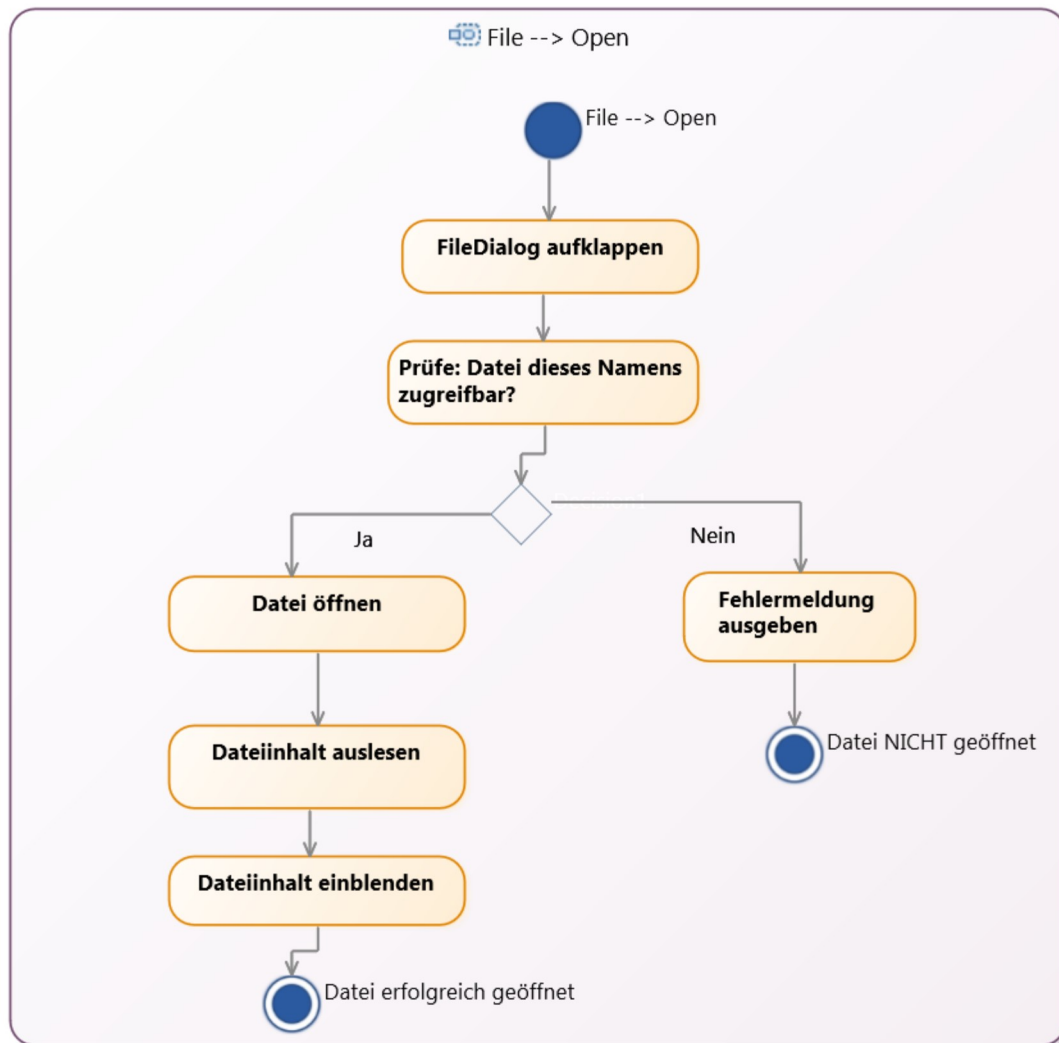 File --> Open
File --> Open
FileDialog aufklappen
Prüfe: Datei dieses Namens
zugreifbar?
Ja
Nein
Datei öffnen
Fehlermeldung
ausgeben
Dateiinhalt auslesen
Datei NICHT geöffnet
Dateiinhalt einblenden
Datei erfolgreich geöffnet